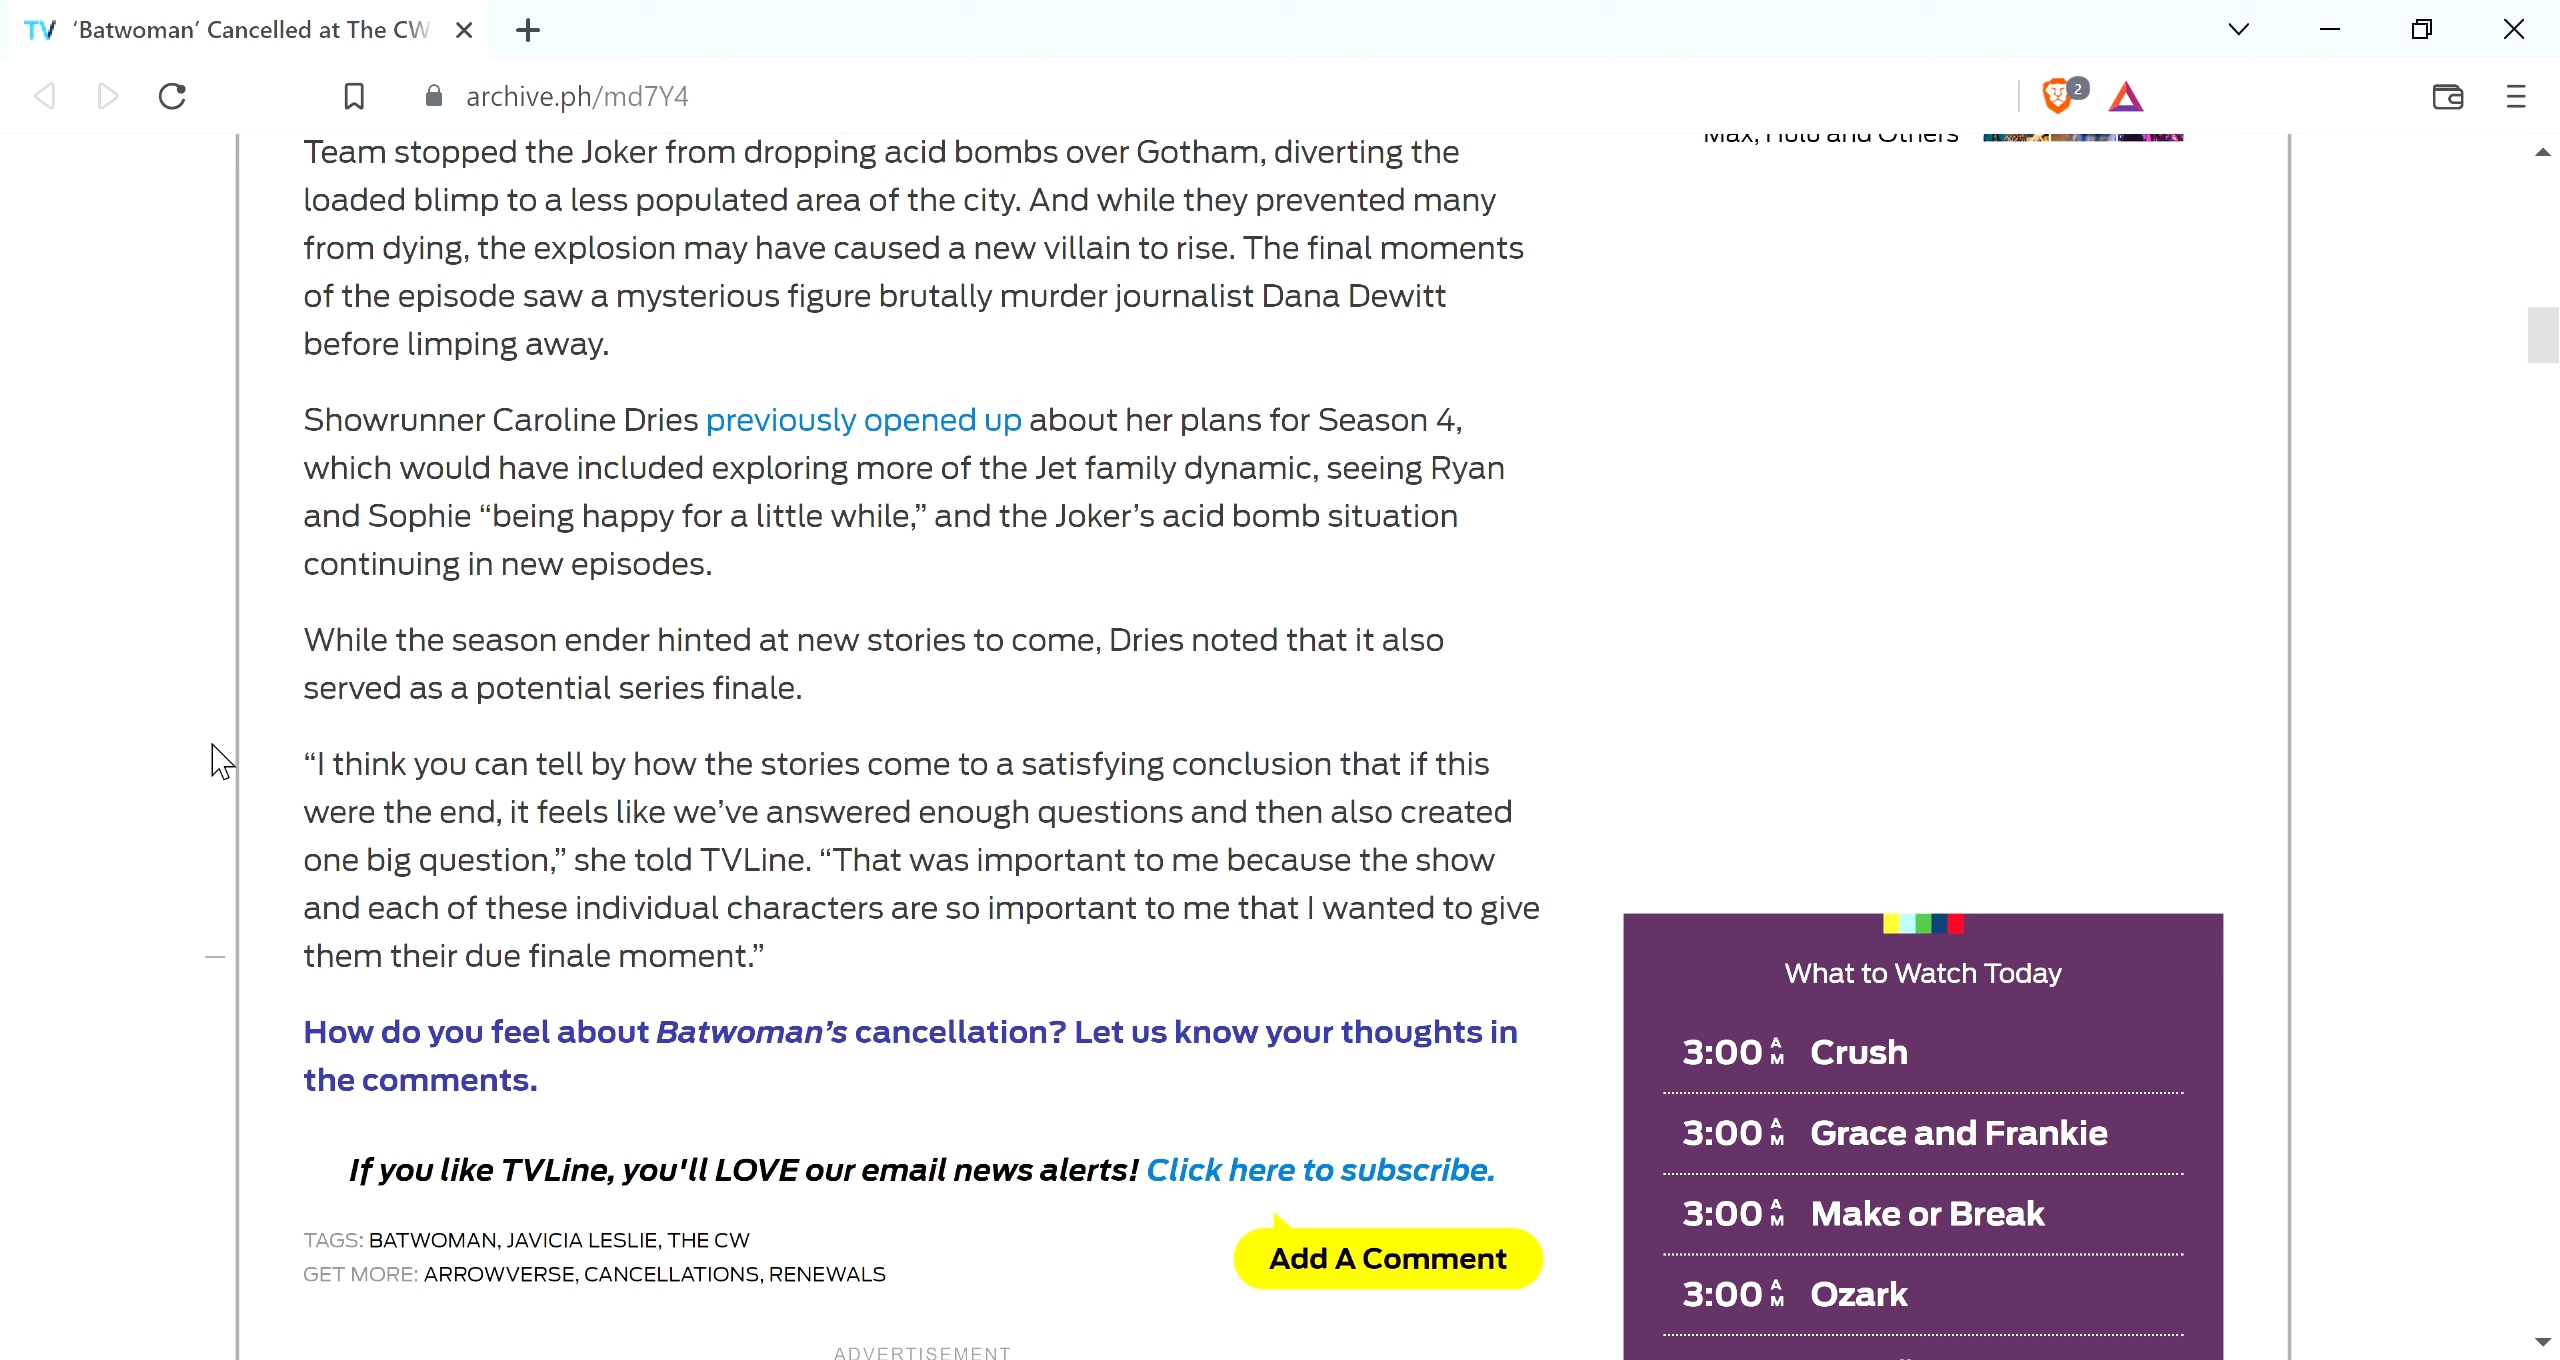 TV 'Batwoman' Cancelled at The CW
archive.ph/md7Y4
2
Team stopped the Joker from dropping acid bombs over Gotham, diverting the
loaded blimp to a less populated area of the city. And while they prevented many
from dying, the explosion may have caused a new villain to rise. The final moments
of the episode saw a mysterious figure brutally murder journalist Dana Dewitt
before limping away.
Showrunner Caroline Dries previously opened up about her plans for Season 4,
which would have included exploring more of the Jet family dynamic, seeing Ryan
and Sophie “being happy for a little while,” and the Joker’s acid bomb situation
continuing in new episodes.
While the season ender hinted at new stories to come, Dries noted that it also
served as a potential series finale.
“I think you can tell by how the stories come to a satisfying conclusion that if this
were the end, it feels like we’ve answered enough questions and then also created
one big question,” she told TVLine. “That was important to me because the show
and each of these individual characters are so important to me that I wanted to give
them their due finale moment.”
How do you feel about Batwoman’s cancellation? Let us know your thoughts in
the comments.
If you like TVLine, you'll LOVE our email news alerts! Click here to subscribe.
TAGS: BATWOMAN, JAVICIA LESLIE, THE CW
GET MORE: ARROWVERSE, CANCELLATIONS, RENEWALS
Add A Comment
ADVERTISEMENT
Max, Hulu and Others
What to Watch Today
3:00 AM Crush
3:00 AM Grace and Frankie
3:00 AM Make or Break
3:00 AM Ozark